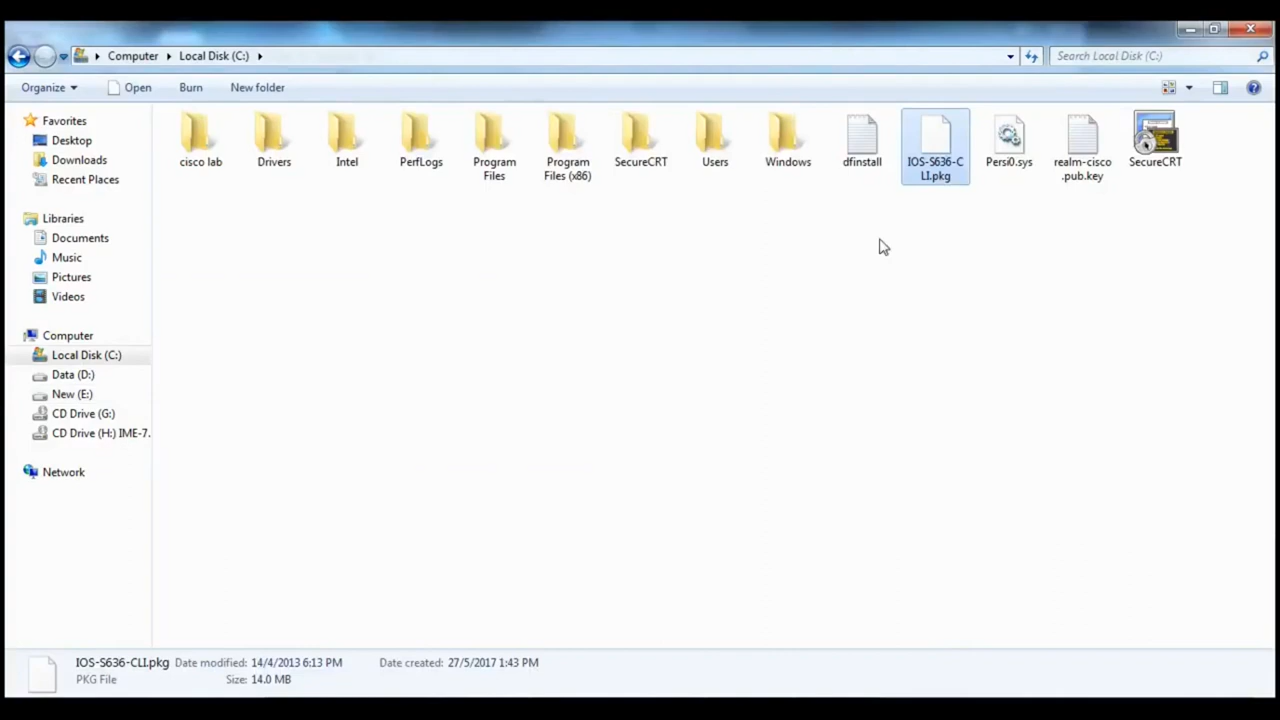 Computer Local Disk (C:) Search Local Disk (C:)
Organize Open Burn New folder
Favorites
Desktop
Downloads
Recent Places
Libraries
Documents
Music
Pictures
Videos
Computer
Local Disk (C:)
Data (D:)
New (E:)
CD Drive (G:)
CD Drive (H:) IME-7.
Network
cisco lab
Drivers
Intel
PerfLogs
Program
Files
Program
Files (x86)
SecureCRT
Users
Windows
dfinstall
IOS-S636-C
LI.pkg
Persi0.sys
realm-cisco
.pub.key
SecureCRT
IOS-S636-CLI.pkg Date modified: 14/4/2013 6:13 PM Date created: 27/5/2017 1:43 PM
PKG File Size: 14.0 MB